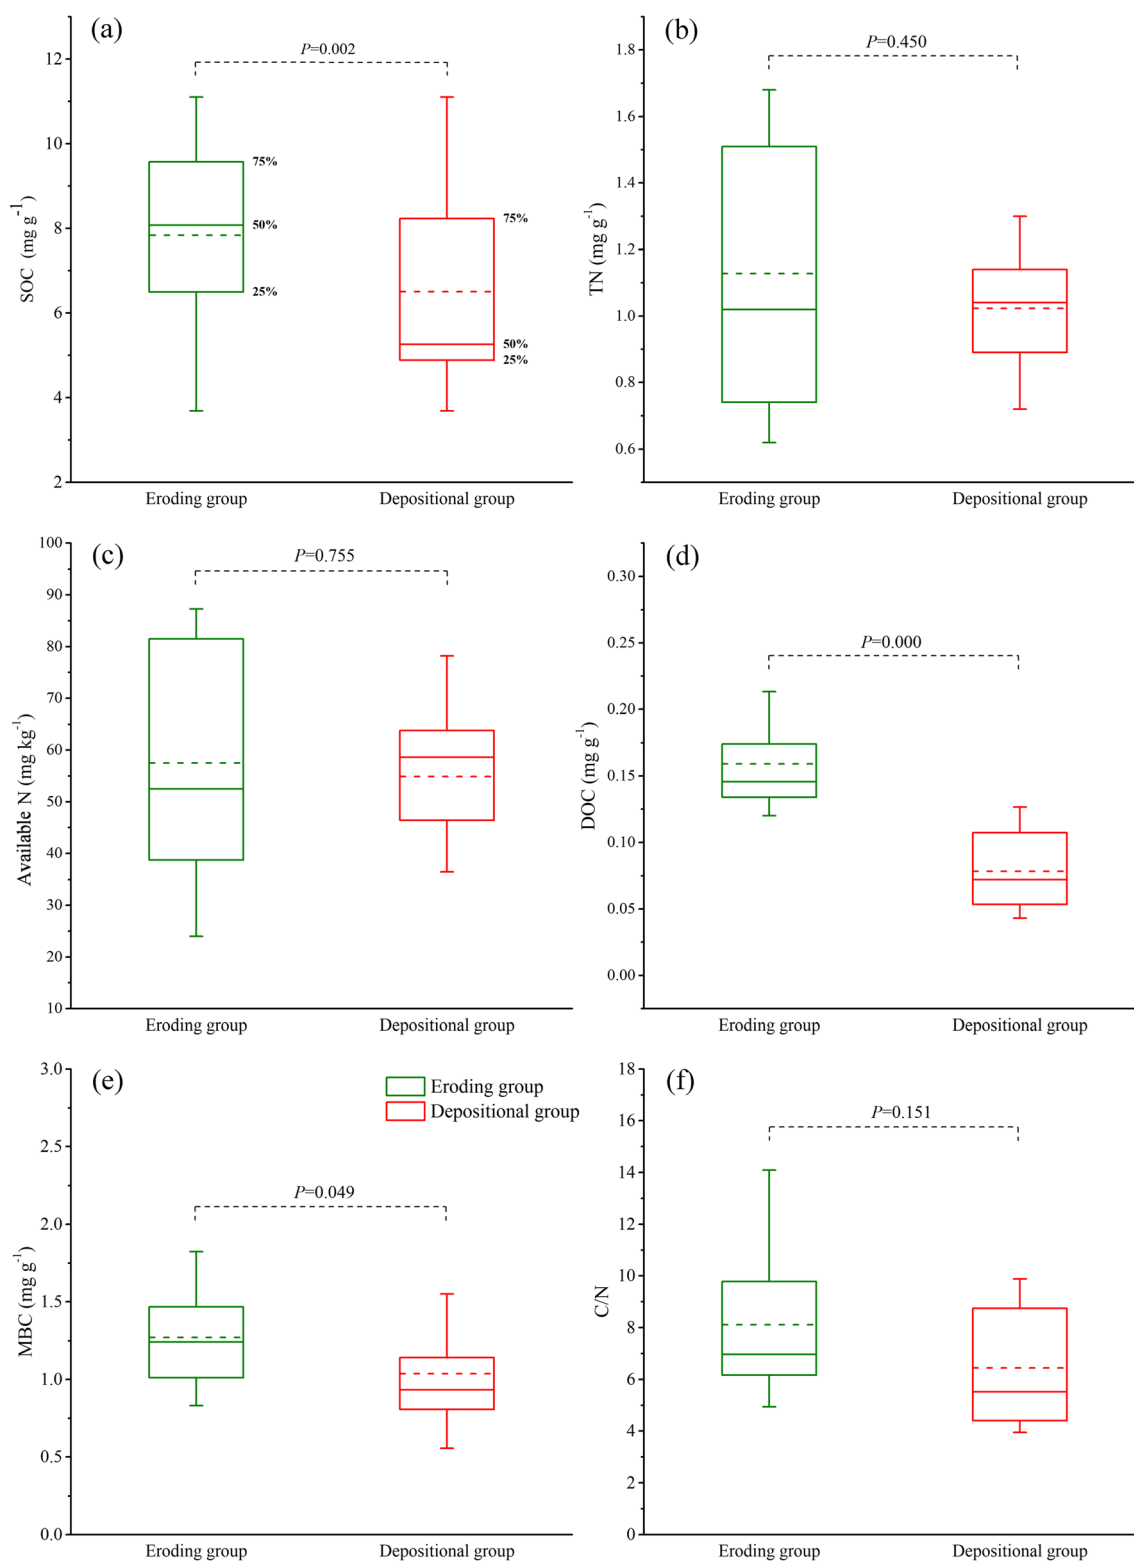 (a)
P=0.002
12
10
8
6
4
2
SOC (mg g-1)
75%
50%
25%
75%
50%
25%
Eroding group
Depositional group
(b)
P=0.450
1.8
1.6
1.4
1.2
1.0
0.8
0.6
TN (mg g-1)
Eroding group
Depositional group
(c)
P=0.755
100
90
80
70
60
50
40
30
20
10
Available N (mg kg-1)
Eroding group
Depositional group
(d)
P=0.000
0.30
0.25
0.20
0.15
0.10
0.05
0.00
DOC (mg g-1)
Eroding group
Depositional group
(e)
Eroding group
Depositional group
P=0.049
3.0
2.5
2.0
1.5
1.0
0.5
0.0
MBC (mg g-1)
Eroding group
Depositional group
(f)
P=0.151
18
16
14
12
10
8
6
4
2
0
C/N
Eroding group
Depositional group